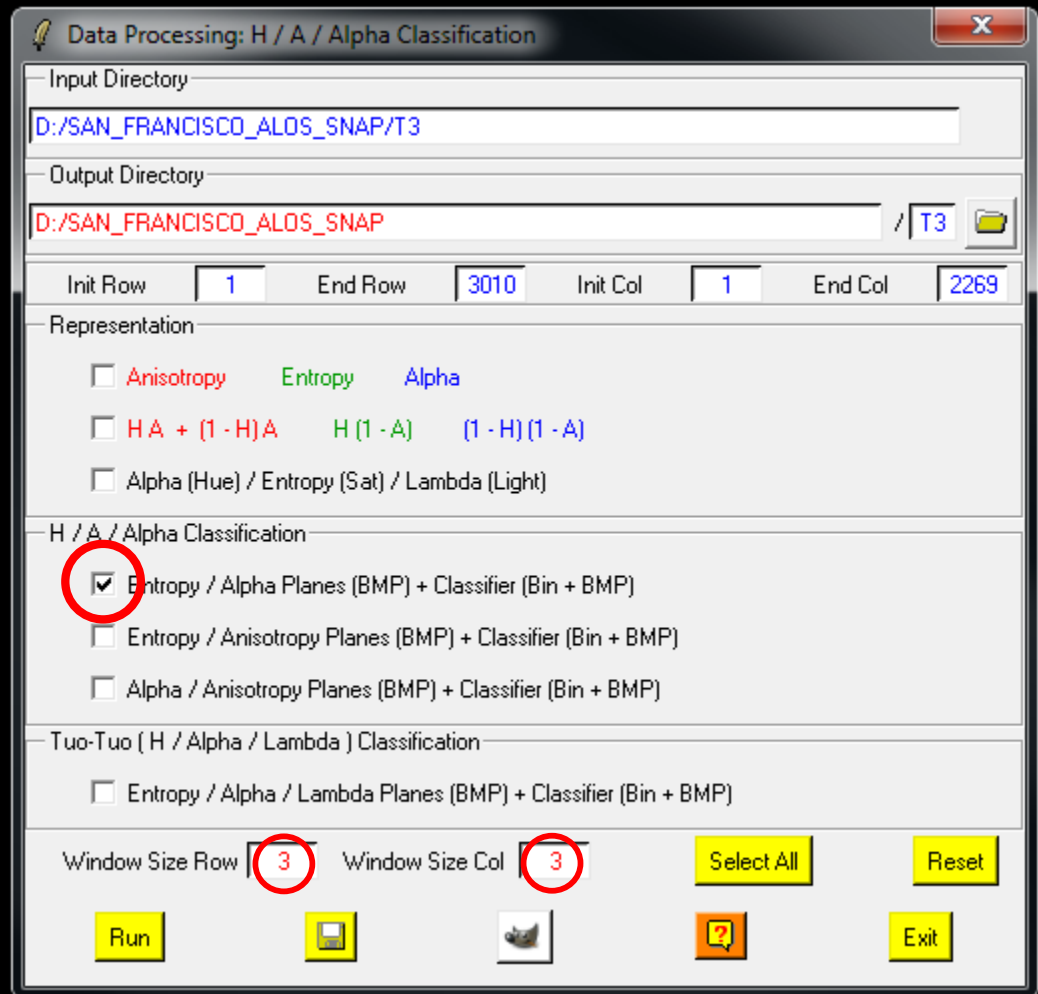 Data Processing: H / A / Alpha Classification
Input Directory
D:/SAN_FRANCISCO_ALOS_SNAP/T3
Output Directory
D:/SAN_FRANCISCO_ALOS_SNAP / T3
Init Row 1 End Row 3010 Init Col 1 End Col 2269
Representation
Anisotropy Entropy Alpha
H A + (1 - H) A H (1 - A) (1 - H) (1 - A)
Alpha (Hue) / Entropy (Sat) / Lambda (Light)
H / A / Alpha Classification
Entropy / Alpha Planes (BMP) + Classifier (Bin + BMP)
Entropy / Anisotropy Planes (BMP) + Classifier (Bin + BMP)
Alpha / Anisotropy Planes (BMP) + Classifier (Bin + BMP)
Tuo-Tuo ( H / Alpha / Lambda ) Classification
Entropy / Alpha / Lambda Planes (BMP) + Classifier (Bin + BMP)
Window Size Row 3 Window Size Col 3 Select All Reset
Run ? Exit